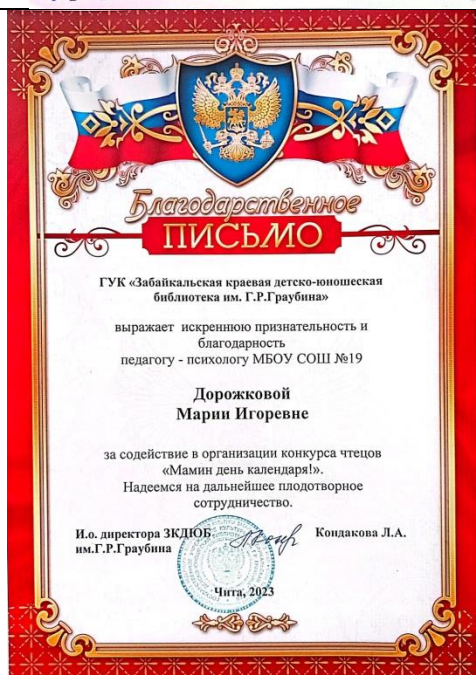 Благодарственное
ПИСЬМО
ГУК «Забайкальская краевая детско-юношеская
библиотека им. Г.Р.Граубина»
выражает искреннюю признательность и
благодарность
педагогу - психологу МБОУ СОШ №19
Дорожковой
Марии Игоревне
за содействие в организации конкурса чтецов
«Мамин день календаря!».
Надеемся на дальнейшее плодотворное
сотрудничество.
И.о. директора ЗКДЮБ Кондакова Л.А.
им.Г.Р.Граубина
Чита, 2023